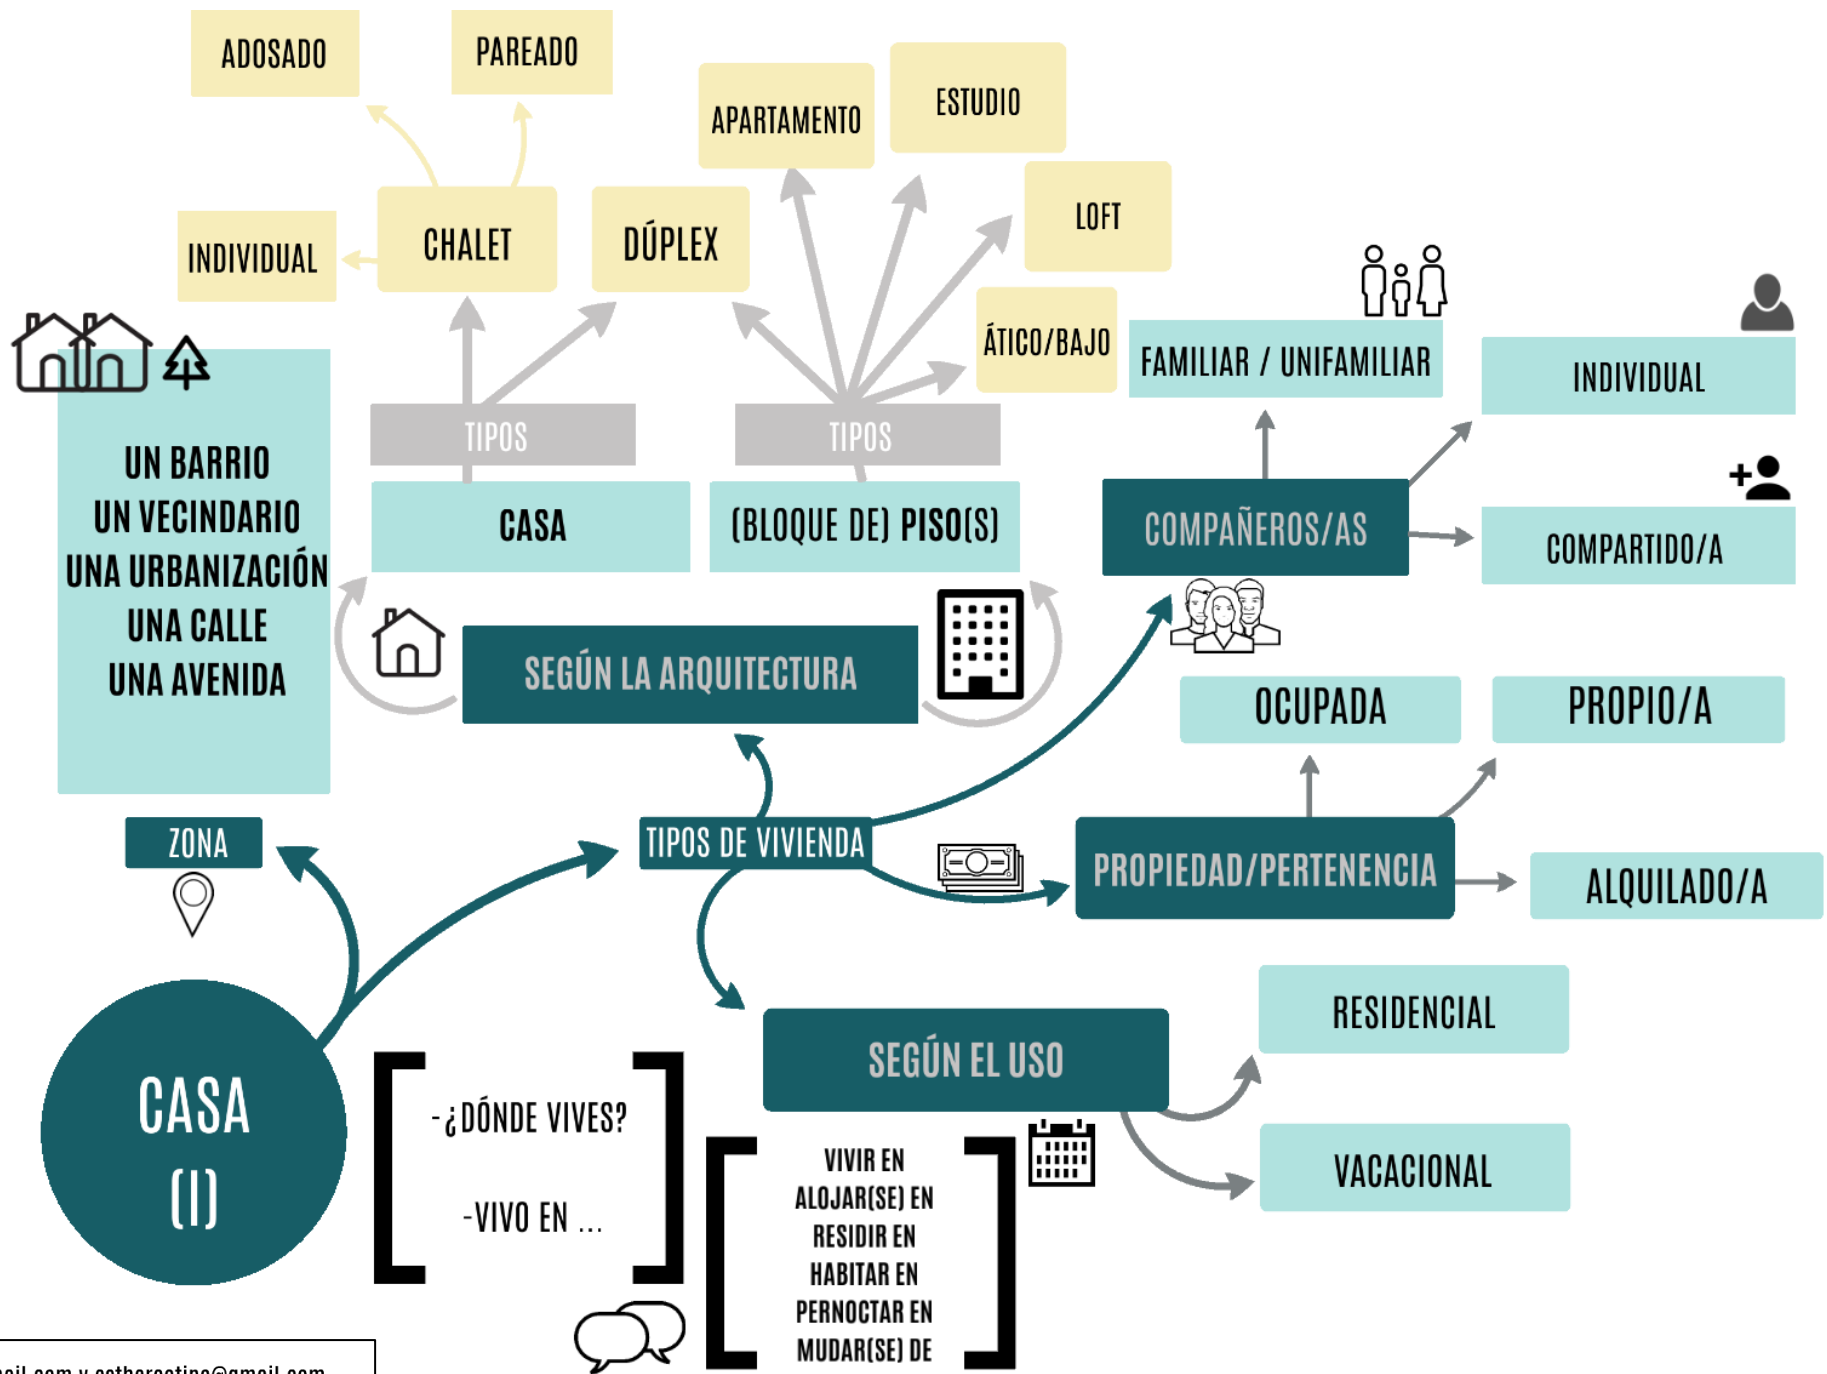 ADOSADO
PAREADO
APARTAMENTO
ESTUDIO
LOFT
INDIVIDUAL
CHALET
DÚPLEX
ÁTICO/BAJO
FAMILIAR / UNIFAMILIAR
INDIVIDUAL
TIPOS
TIPOS
UN BARRIO
UN VECINDARIO
UNA URBANIZACIÓN
UNA CALLE
UNA AVENIDA
CASA
(BLOQUE DE) PISO(S)
COMPAÑEROS/AS
COMPARTIDO/A
SEGÚN LA ARQUITECTURA
OCUPADA
PROPIO/A
ZONA
TIPOS DE VIVIENDA
PROPIEDAD/PERTENENCIA
ALQUILADO/A
RESIDENCIAL
SEGÚN EL USO
VACACIONAL
CASA
(I)
-¿DÓNDE VIVES?
-VIVO EN ...
VIVIR EN
ALOJAR(SE) EN
RESIDIR EN
HABITAR EN
PERNOCTAR EN
MUDAR(SE) DE